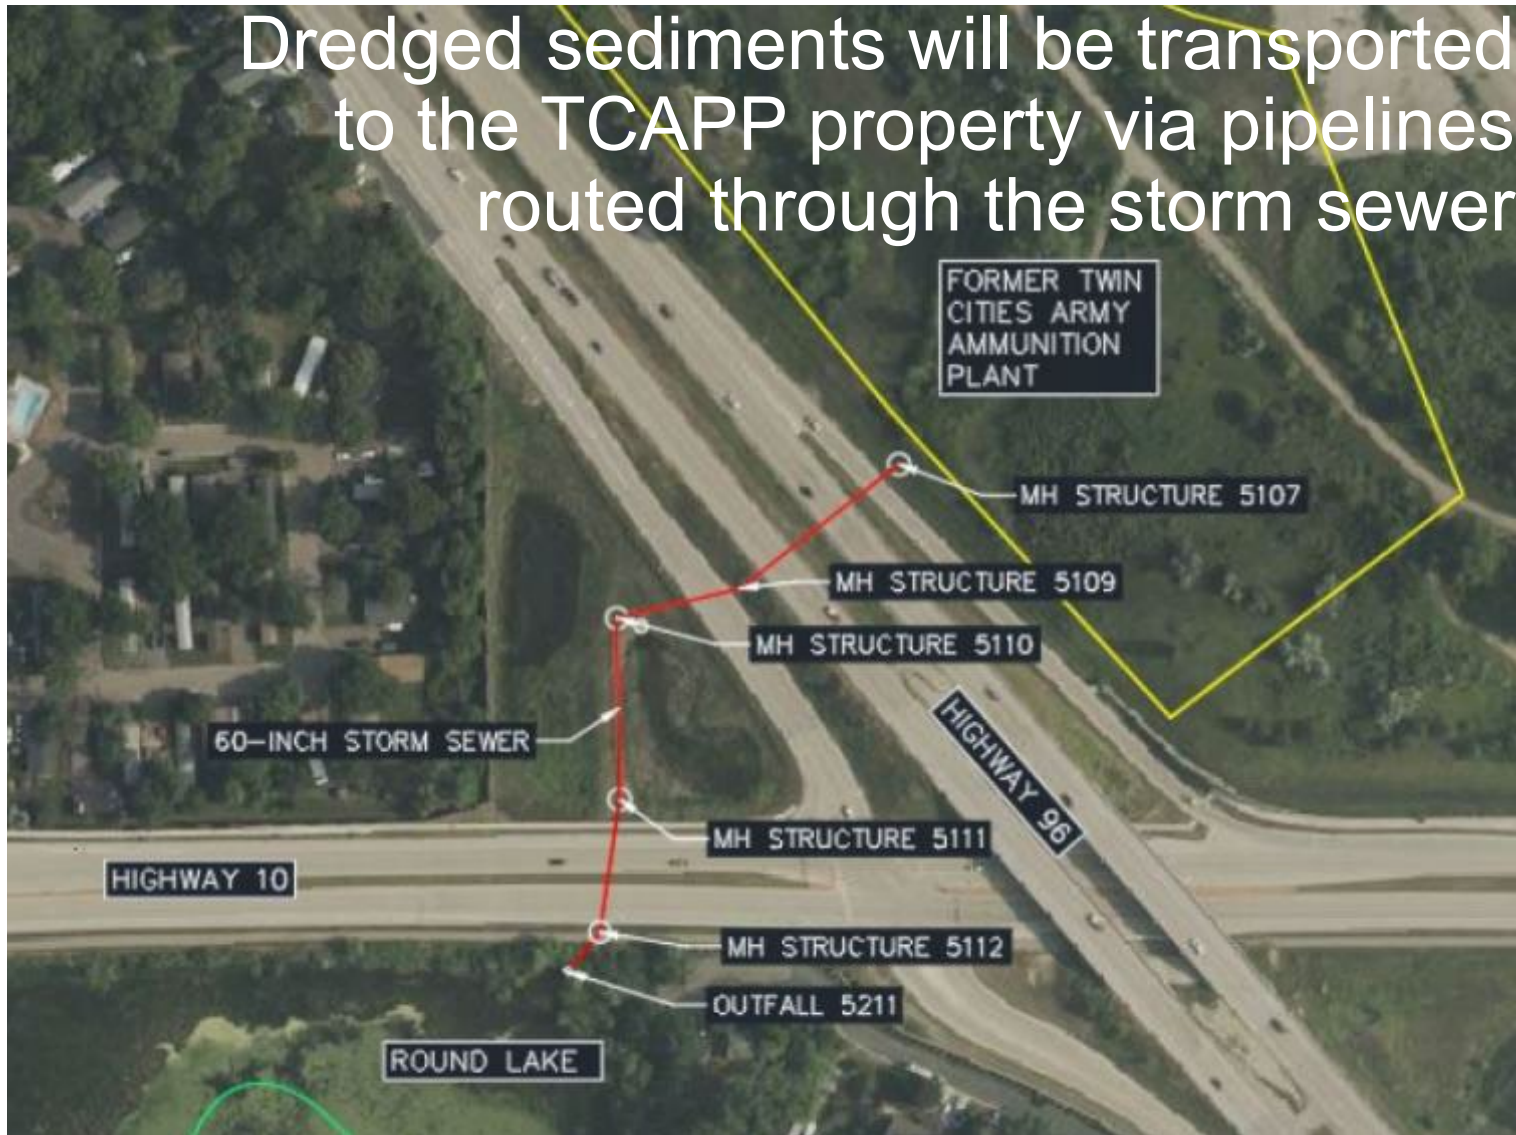 Dredged sediments will be transported
to the TCAPP property via pipelines
routed through the storm sewer
FORMER TWIN
CITIES ARMY
AMMUNITION
PLANT
MH STRUCTURE 5107
MH STRUCTURE 5109
MH STRUCTURE 5110
60-INCH STORM SEWER
HIGHWAY 96
MH STRUCTURE 5111
HIGHWAY 10
MH STRUCTURE 5112
OUTFALL 5211
ROUND LAKE